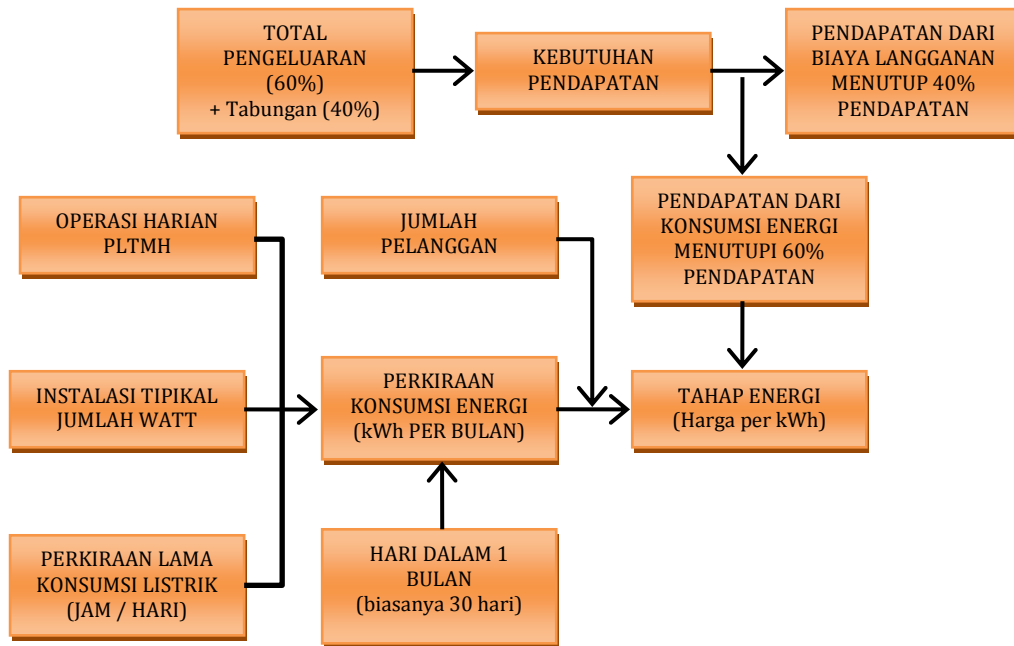 TOTAL
PENGELUARAN
(60%)
+ Tabungan (40%)
KEBUTUHAN
PENDAPATAN
PENDAPATAN DARI
BIAYA LANGGANAN
MENUTUP 40%
PENDAPATAN
OPERASI HARIAN
PLTMH
JUMLAH
PELANGGAN
PENDAPATAN DARI
KONSUMSI ENERGI
MENUTUPI 60%
PENDAPATAN
INSTALASI TIPIKAL
JUMLAH WATT
PERKIRAAN
KONSUMSI ENERGI
(kWh PER BULAN)
TAHAP ENERGI
(Harga per kWh)
PERKIRAAN LAMA
KONSUMSI LISTRIK
(JAM / HARI)
HARI DALAM 1
BULAN
(biasanya 30 hari)